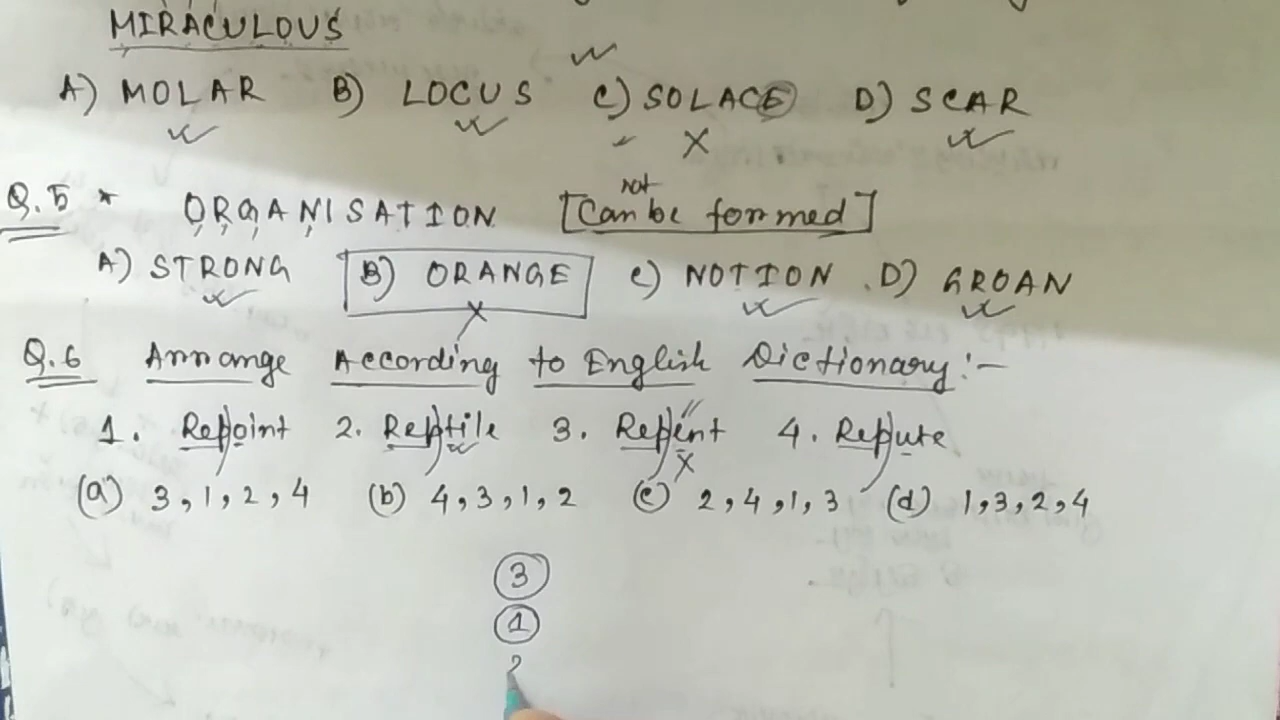 MIRACULOUS
A) MOLAR B) LOCUS C) SOLACE D) SCAR
Q.5 * ORGANISATION [Can not be formed]
A) STRONG B) ORANGE C) NOTION D) GROAN
Q.6 Arrange According to English Dictionary :-
1. Repoint 2. Reptile 3. Repent 4. Repute
(a) 3,1,2,4 (b) 4,3,1,2 (c) 2,4,1,3 (d) 1,3,2,4
3
1
2